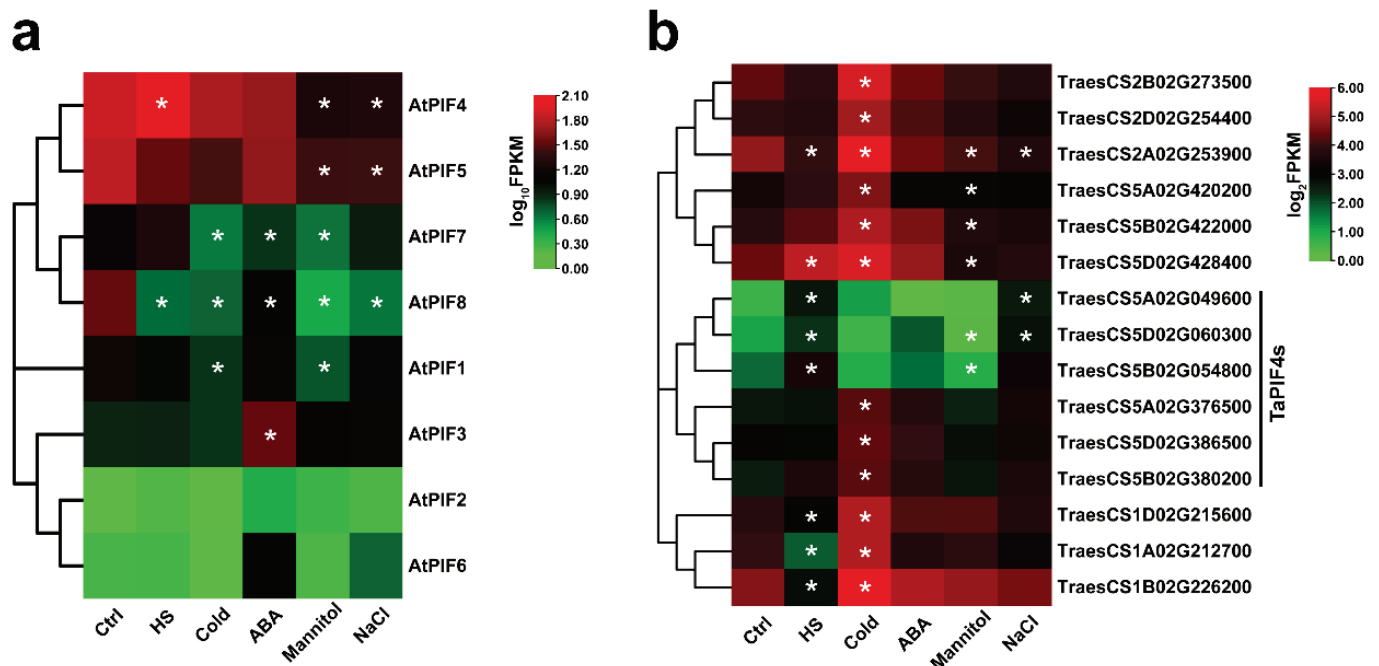 a
AtPIF4
AtPIF5
AtPIF7
AtPIF8
AtPIF1
AtPIF3
AtPIF2
AtPIF6
Ctrl
HS
Cold
ABA
Mannitol
NaCl
log10FPKM
2.10
1.80
1.50
1.20
0.90
0.60
0.30
0.00
b
TraesCS2B02G273500
TraesCS2D02G254400
TraesCS2A02G253900
TraesCS5A02G420200
TraesCS5B02G422000
TraesCS5D02G428400
TraesCS5A02G049600
TraesCS5D02G060300
TraesCS5B02G054800
TraesCS5A02G376500
TraesCS5D02G386500
TraesCS5B02G380200
TraesCS1D02G215600
TraesCS1A02G212700
TraesCS1B02G226200
TaPIF4s
Ctrl
HS
Cold
ABA
Mannitol
NaCl
log2FPKM
6.00
5.00
4.00
3.00
2.00
1.00
0.00